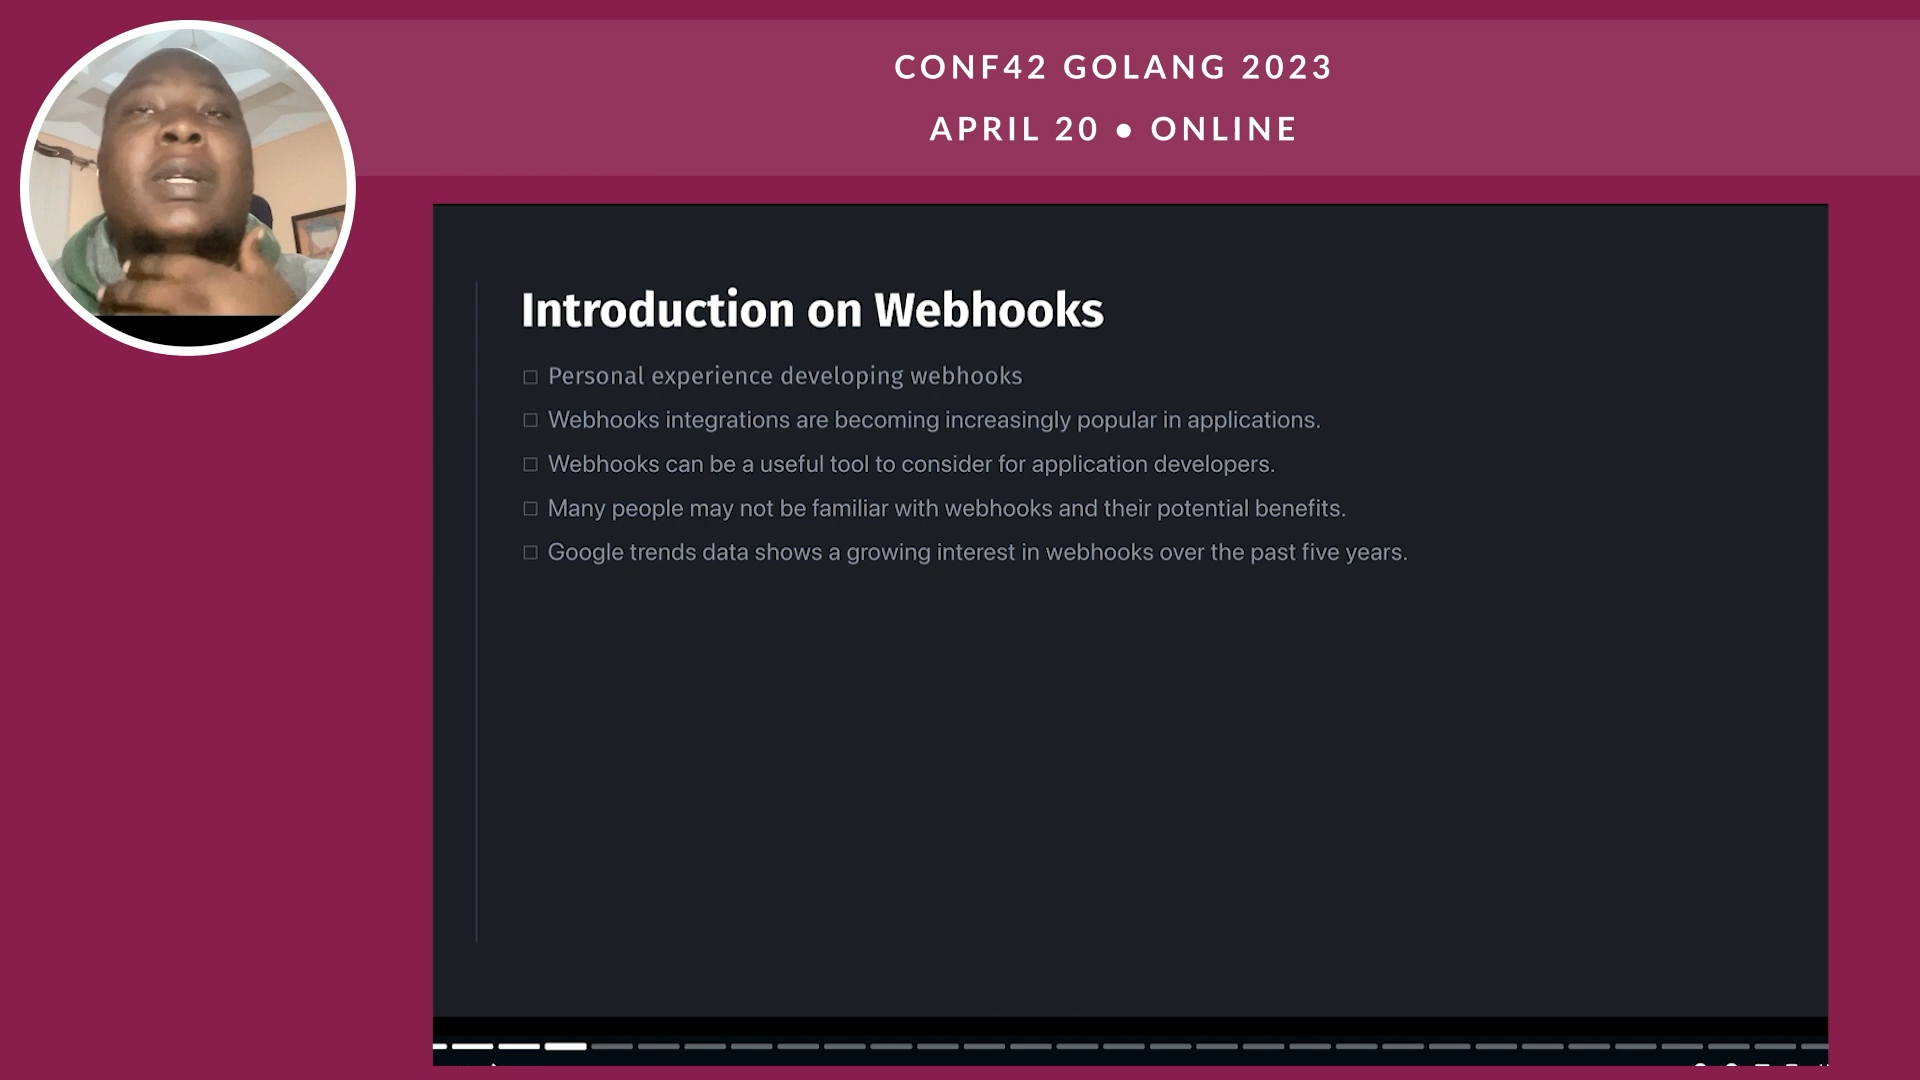 CONF42 GOLANG 2023
APRIL 20 ● ONLINE
Introduction on Webhooks
Personal experience developing webhooks
Webhooks integrations are becoming increasingly popular in applications.
Webhooks can be a useful tool to consider for application developers.
Many people may not be familiar with webhooks and their potential benefits.
Google trends data shows a growing interest in webhooks over the past five years.